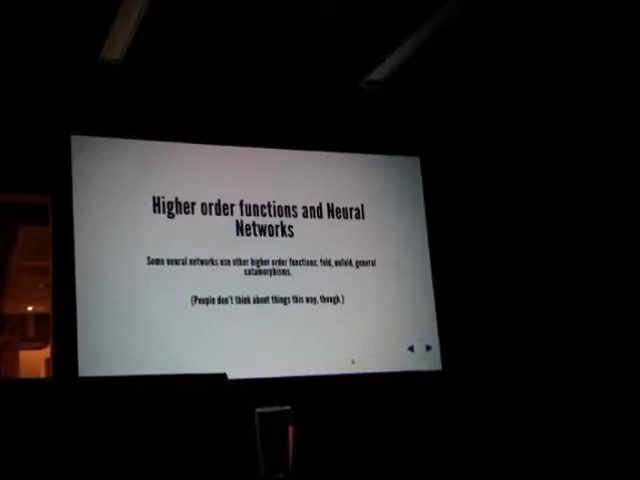 Higher order functions and Neural
Networks
Some neural networks use other higher order functions: fold, unfold, general
catamorphisms.
(People don't think about things this way, though.)